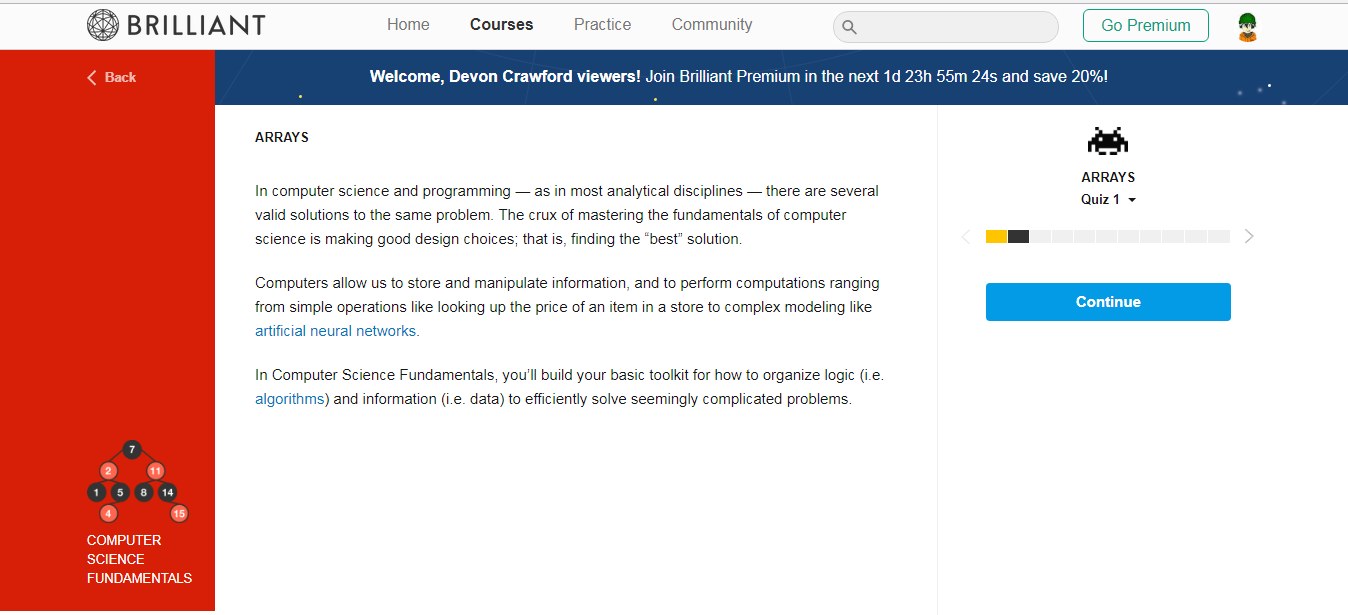 BRILLIANT
Home Courses Practice Community Go Premium
Back
Welcome, Devon Crawford viewers! Join Brilliant Premium in the next 1d 23h 55m 24s and save 20%!
ARRAYS
In computer science and programming — as in most analytical disciplines — there are several
valid solutions to the same problem. The crux of mastering the fundamentals of computer
science is making good design choices; that is, finding the “best” solution.
Computers allow us to store and manipulate information, and to perform computations ranging
from simple operations like looking up the price of an item in a store to complex modeling like
artificial neural networks.
In Computer Science Fundamentals, you’ll build your basic toolkit for how to organize logic (i.e.
algorithms) and information (i.e. data) to efficiently solve seemingly complicated problems.
ARRAYS
Quiz 1
Continue
7
2 11
1 5 8 14
4 15
COMPUTER
SCIENCE
FUNDAMENTALS